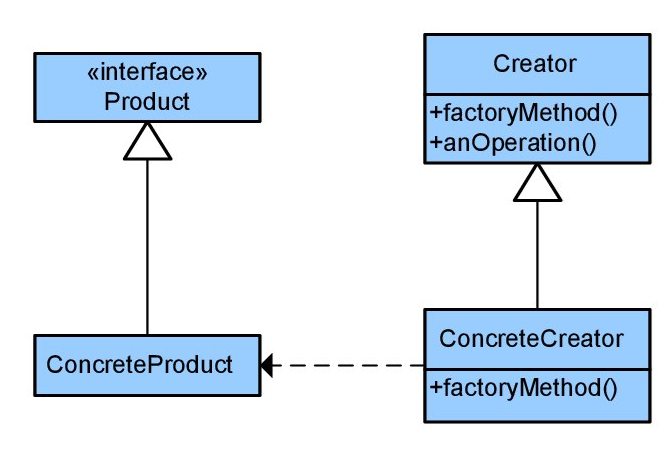 «interface»
Product
Creator
+factoryMethod()
+anOperation()
ConcreteProduct
ConcreteCreator
+factoryMethod()